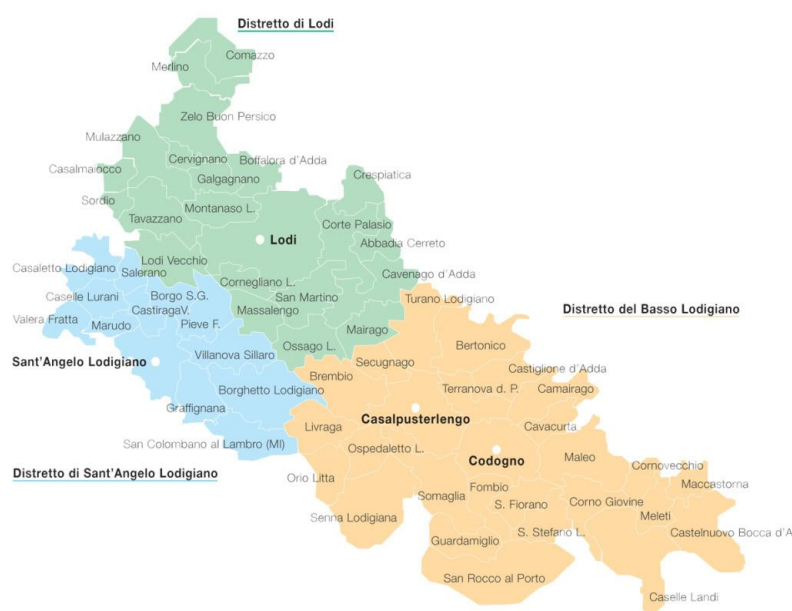 Distretto di Lodi
Comazzo
Merlino
Zelo Buon Persico
Mulazzano
Cervignano
Boffalora d'Adda
Casalmaiocco
Galgagnano
Crespiatica
Sordio
Montanaso L.
Tavazzano
Corte Palasio
Lodi
Abbadia Cerreto
Lodi Vecchio
Casaletto Lodigiano
Salerano
Cornegliano L.
Cavenago d'Adda
Caselle Lurani
Borgo S.G.
San Martino
Turano Lodigiano
CastiragaV.
Massalengo
Distretto del Basso Lodigiano
Valera Fratta
Marudo
Pieve F.
Mairago
Ossago L.
Bertonico
Sant'Angelo Lodigiano
Villanova Sillaro
Secugnago
Castiglione d'Adda
Brembio
Borghetto Lodigiano
Terranova d. P.
Camairago
Graffignana
Casalpusterlengo
Livraga
Cavacurta
San Colombano al Lambro (MI)
Ospedaletto L.
Codogno
Maleo
Cornovecchio
Distretto di Sant'Angelo Lodigiano
Orio Litta
Maccastorna
Fombio
Somaglia
Corno Giovine
S. Fiorano
Senna Lodigiana
Meleti
S. Stefano L.
Castelnuovo Bocca d'A
Guardamiglio
San Rocco al Porto
Caselle Landi